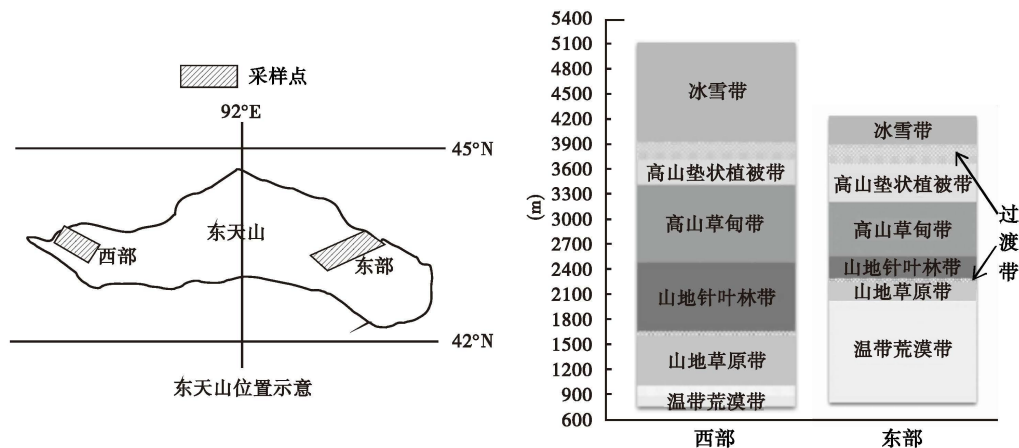 采样点
92°E
45°N
东天山
西部
东部
42°N
东天山位置示意
(m)
5400
5100
4800
4500
4200
3900
3600
3300
3000
2700
2400
2100
1800
1500
1200
900
600
冰雪带
高山垫状植被带
高山草甸带
山地针叶林带
山地草原带
温带荒漠带
西部
冰雪带
高山垫状植被带
高山草甸带
山地针叶林带
山地草原带
温带荒漠带
东部
过渡带